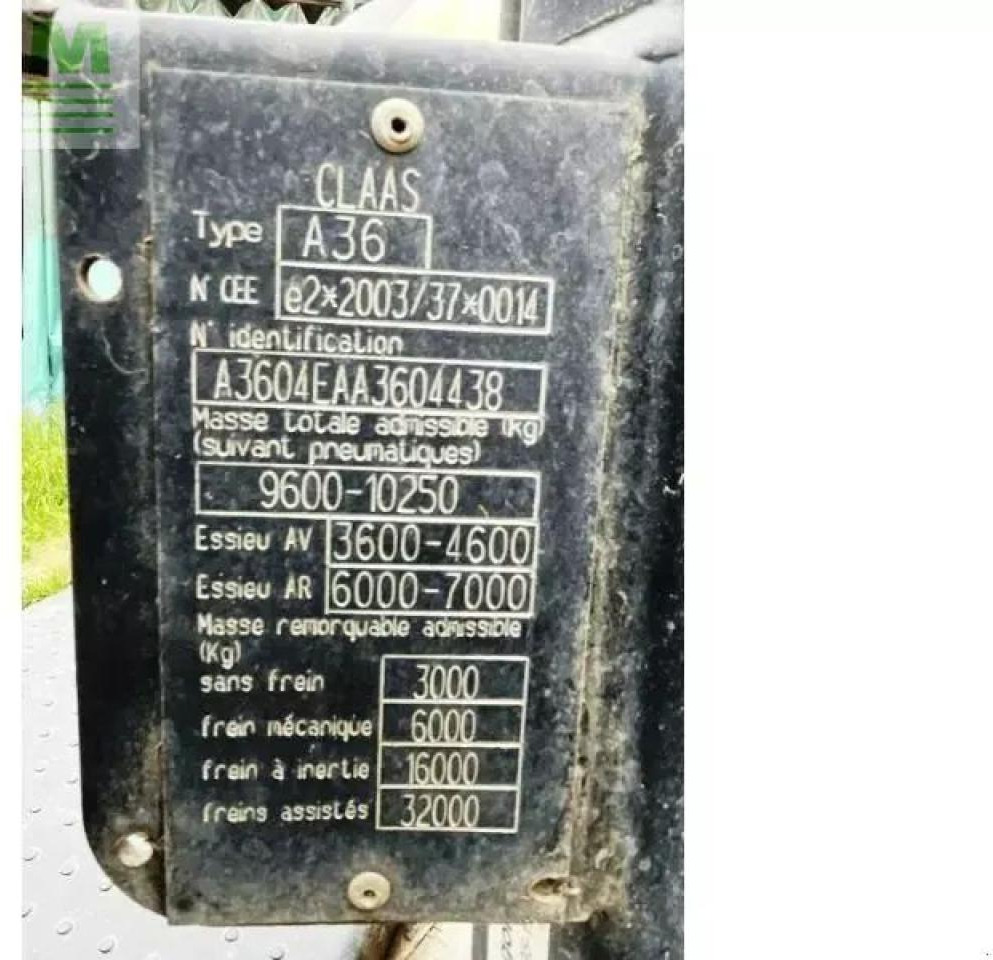 M
CLAAS
Type A36
N° CEE e2*2003/37*0014
N° identification
A3604EAA3604438
Masse totale admissible (kg)
(suivant pneumatiques)
9600-10250
Essieu AV 3600-4600
Essieu AR 6000-7000
Masse remorquable admissible
(Kg)
sans frein 3000
frein mécanique 6000
frein à inertie 16000
freins assistés 32000